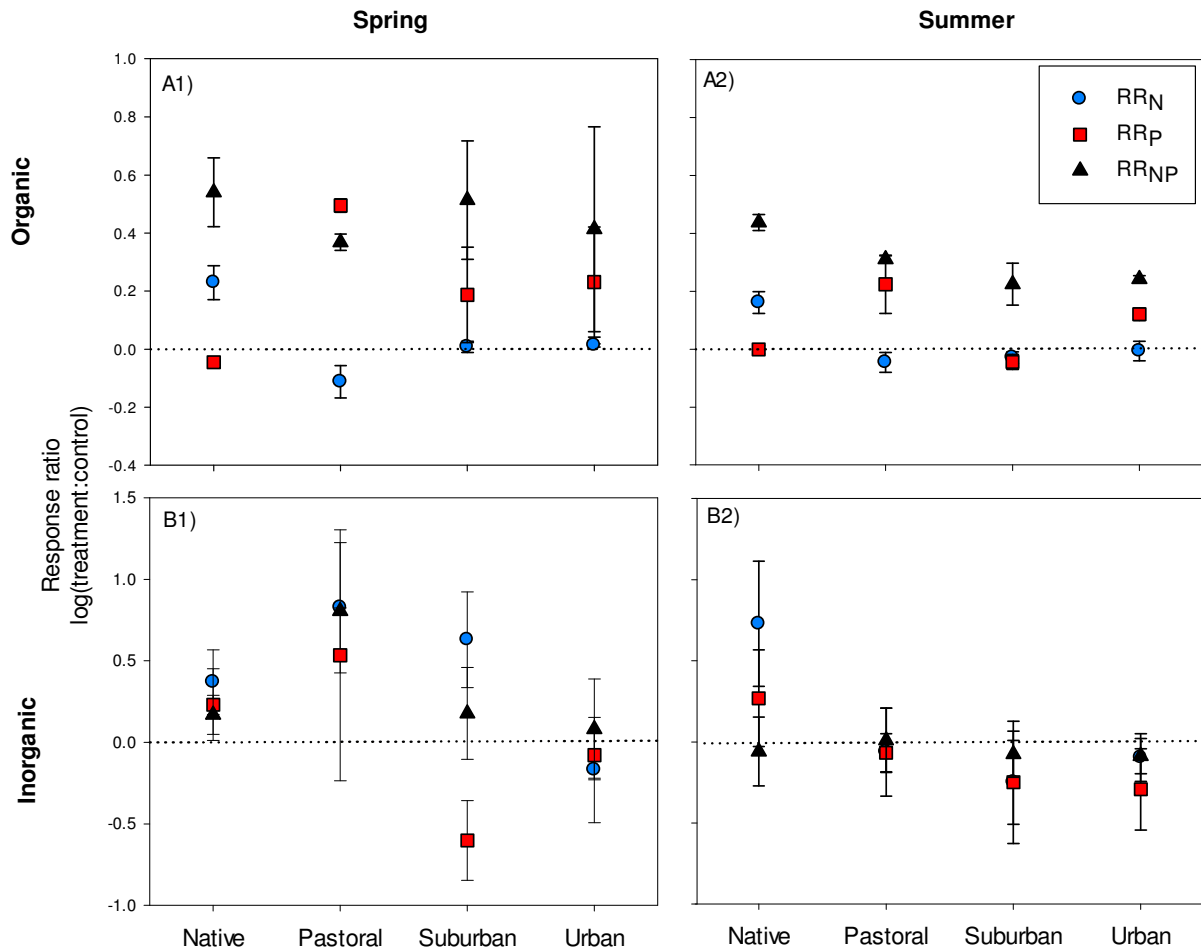 Spring
Summer
Organic
Inorganic
Response ratio
log(treatment:control)
A1)
1.0
0.8
0.6
0.4
0.2
0.0
-0.2
-0.4
A2)
RRN
RRP
RRNP
B1)
1.5
1.0
0.5
0.0
-0.5
-1.0
B2)
Native Pastoral Suburban Urban
Native Pastoral Suburban Urban